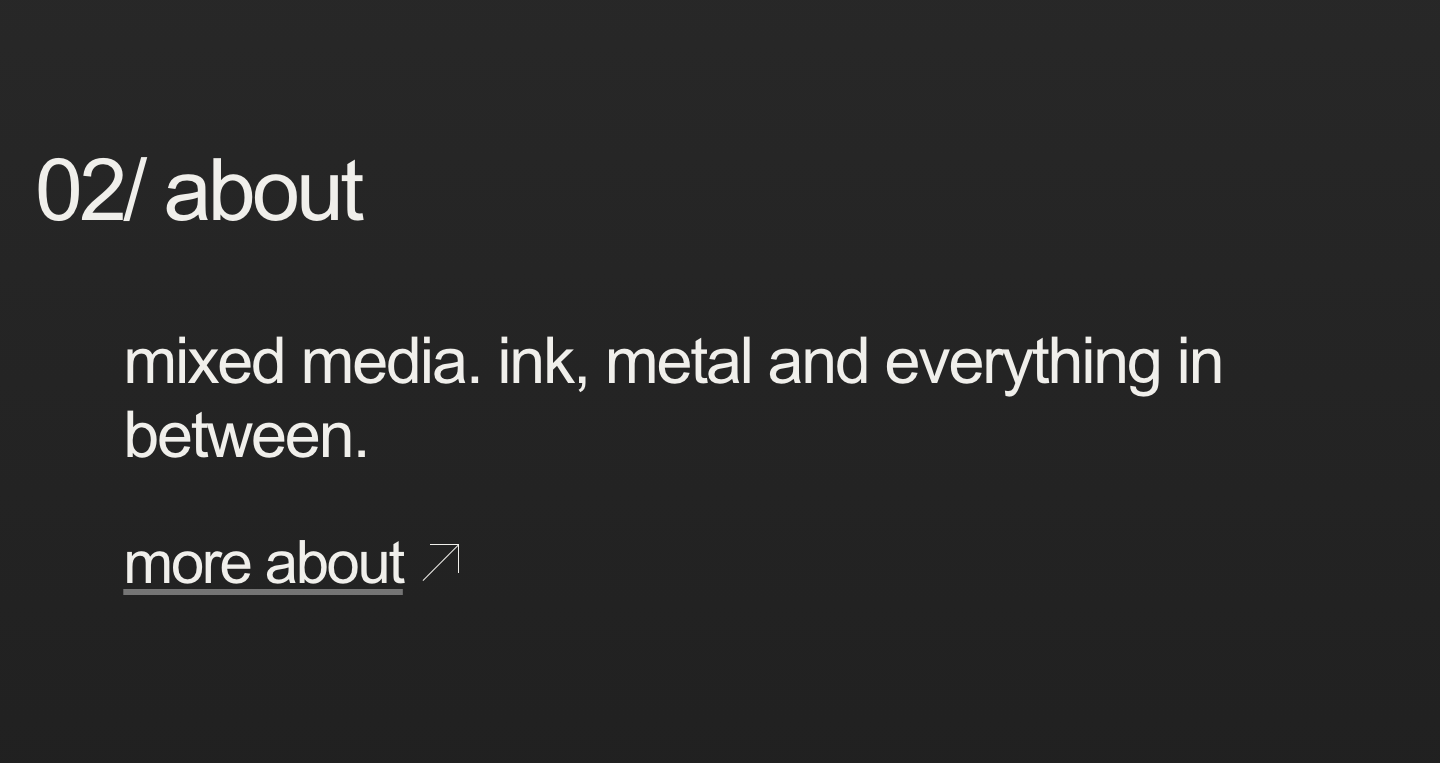 02/ about
mixed media. ink, metal and everything in
between.
more about